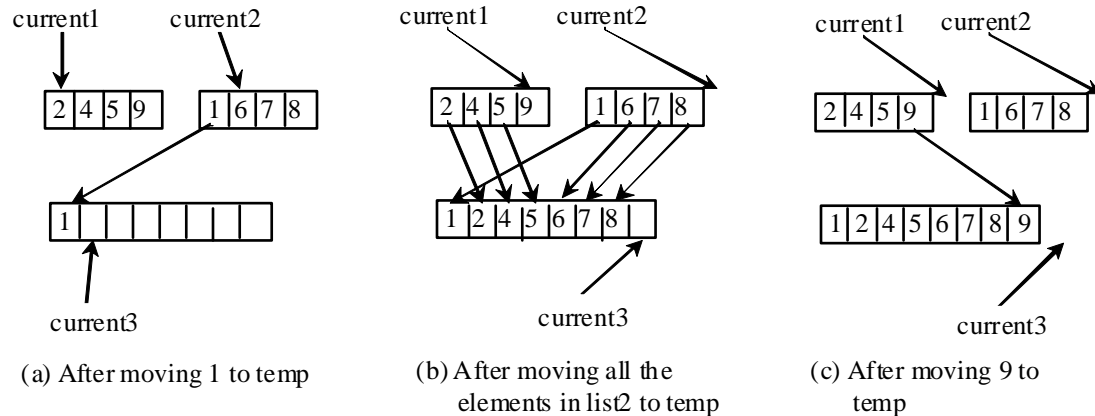 current1
current2
2 4 5 9
1 6 7 8
1
current3
(a) After moving 1 to temp
current1
current2
2 4 5 9
1 6 7 8
1 2 4 5 6 7 8
current3
(b) After moving all the
elements in list2 to temp
current1
current2
2 4 5 9
1 6 7 8
1 2 4 5 6 7 8 9
current3
(c) After moving 9 to
temp